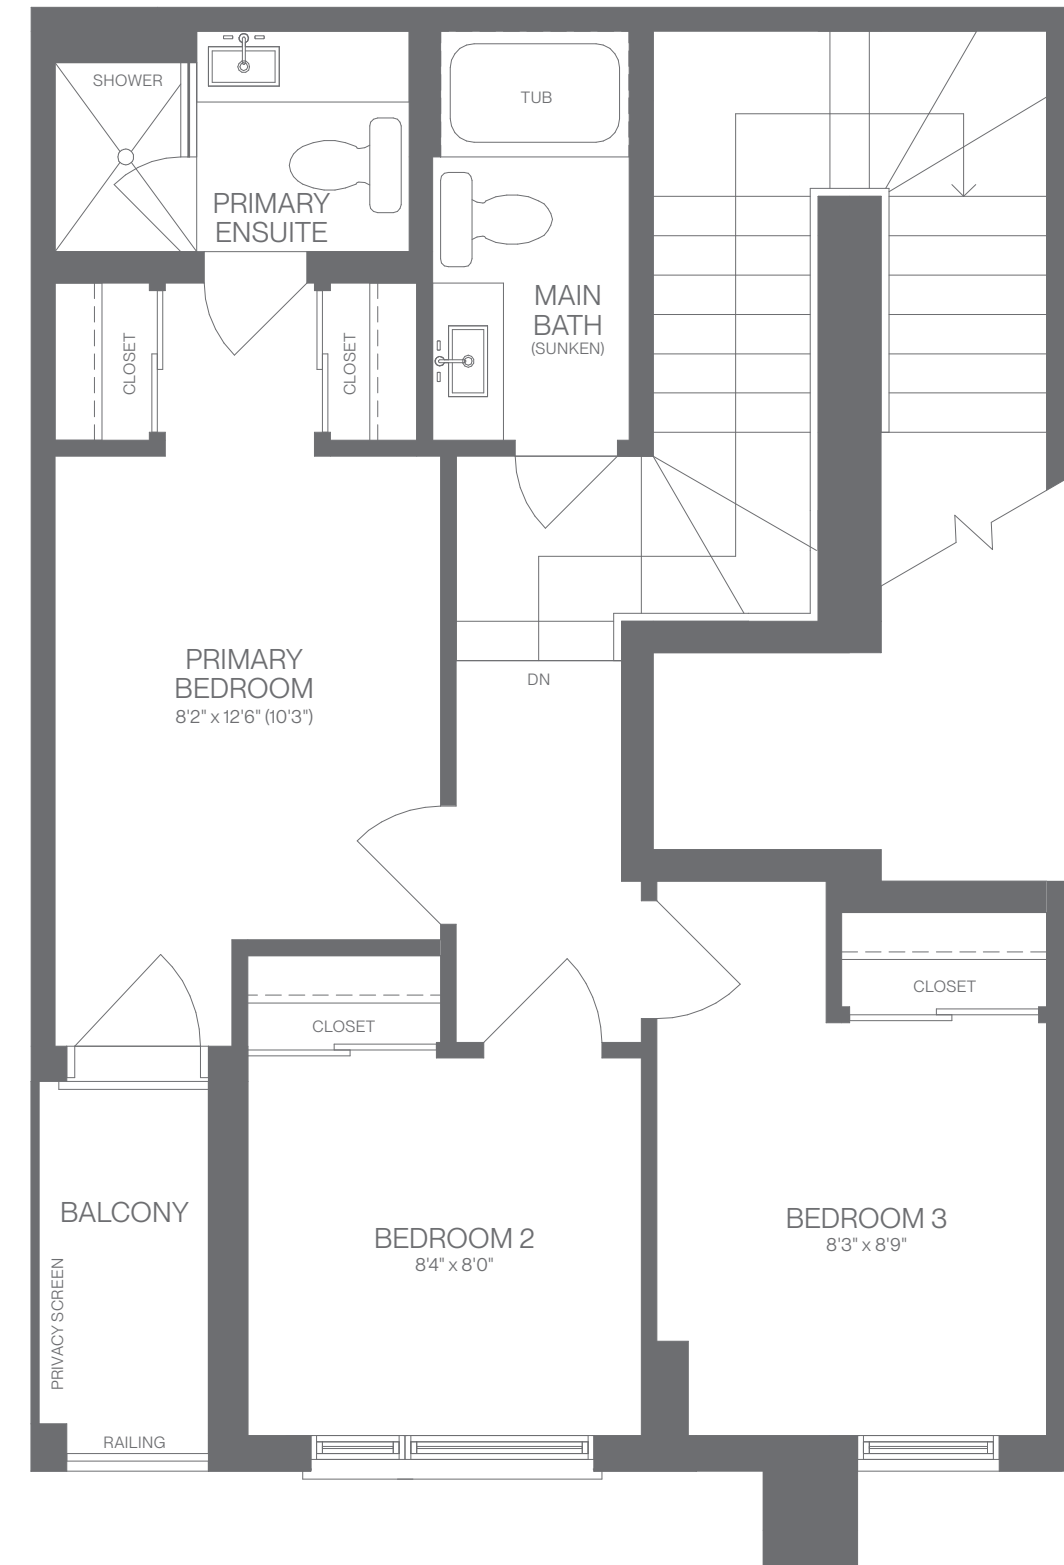 SHOWER
TUB
PRIMARY
ENSUITE
MAIN
BATH
(SUNKEN)
CLOSET
CLOSET
PRIMARY
BEDROOM
8'2" x 12'6" (10'3")
DN
CLOSET
CLOSET
BALCONY
PRIVACY SCREEN
RAILING
BEDROOM 2
8'4" x 8'0"
BEDROOM 3
8'3" x 8'9"